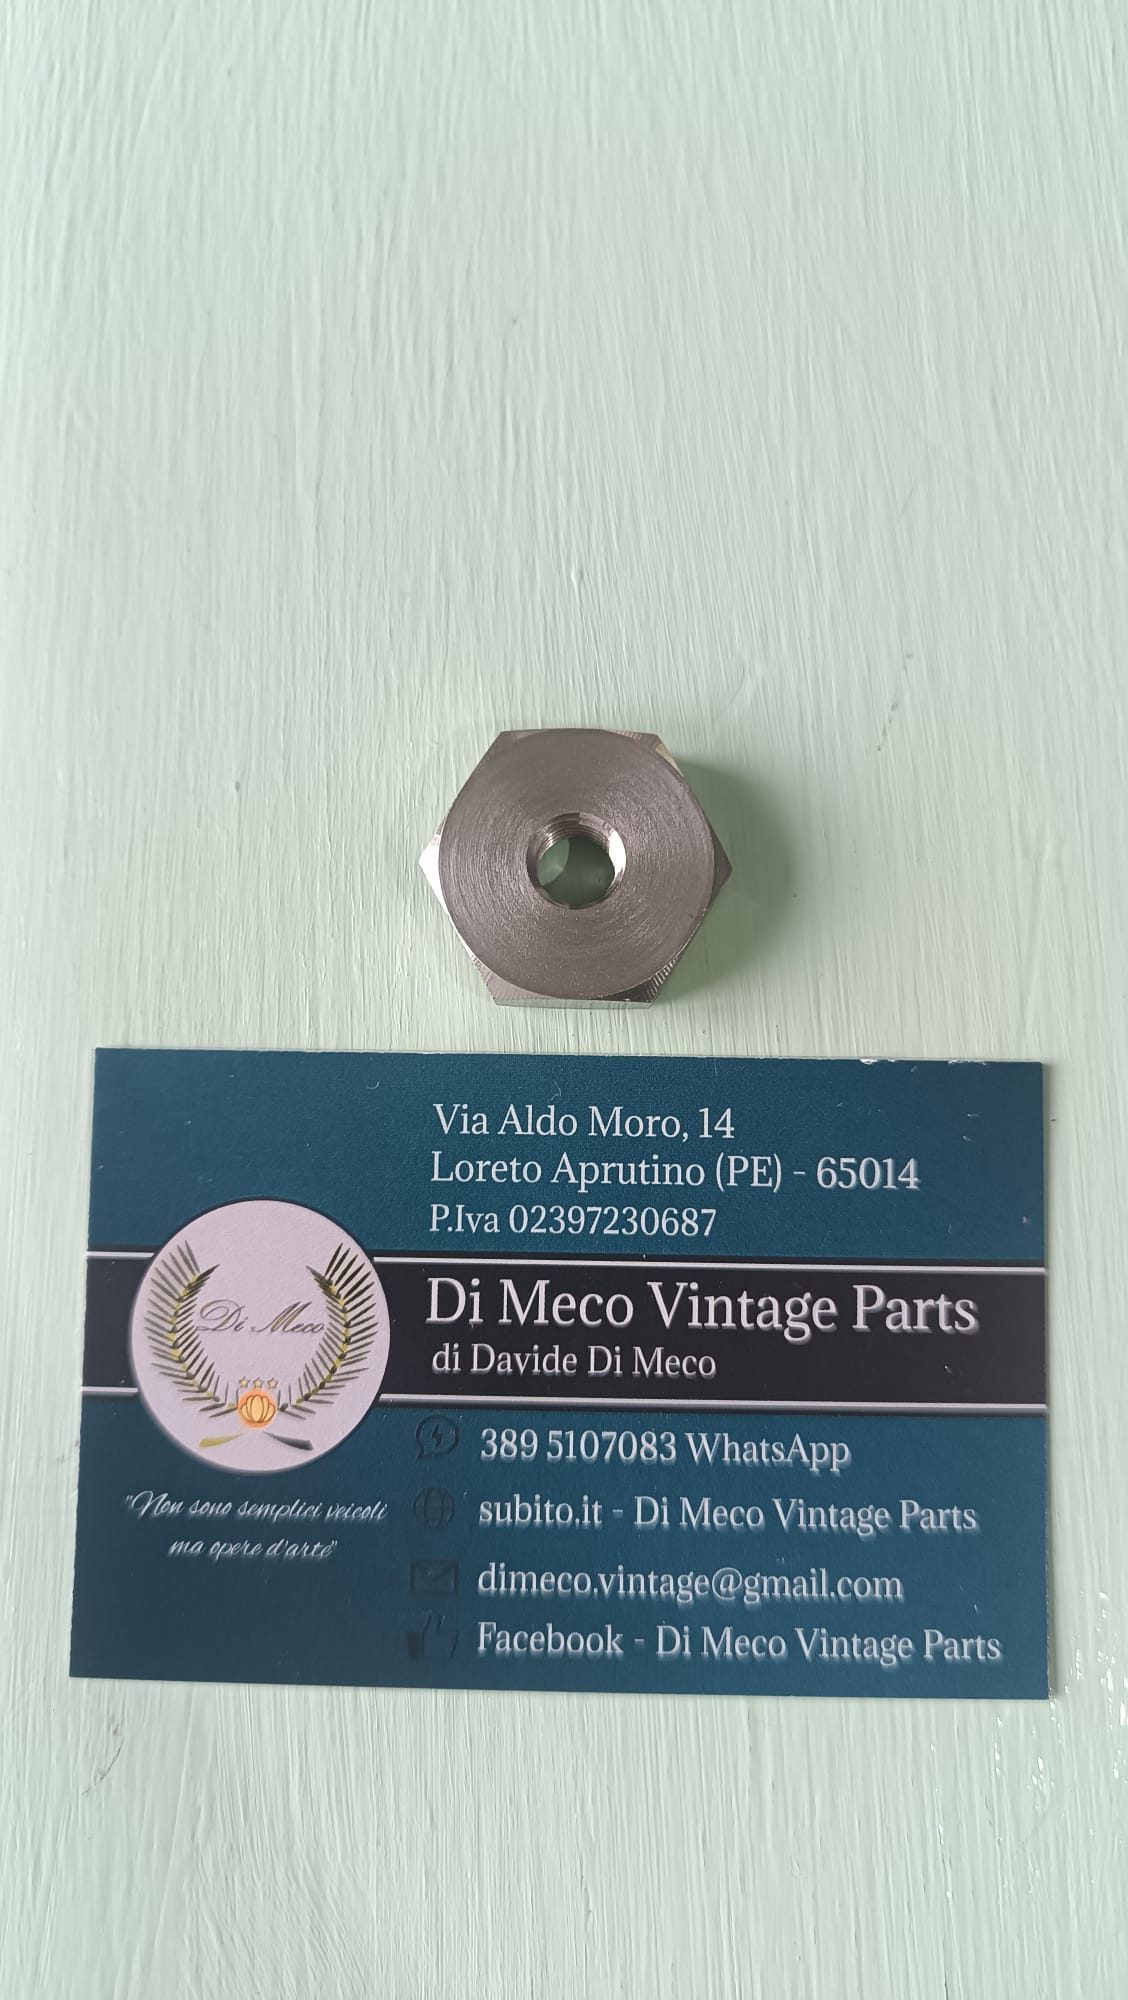 Via Aldo Moro, 14
Loreto Aprutino (PE) - 65014
P.Iva 02397230687
Di Meco
Di Meco Vintage Parts
di Davide Di Meco
"Non sono semplici veicoli
ma opere d'arte"
389 5107083 WhatsApp
subito.it - Di Meco Vintage Parts
dimeco.vintage@gmail.com
Facebook - Di Meco Vintage Parts